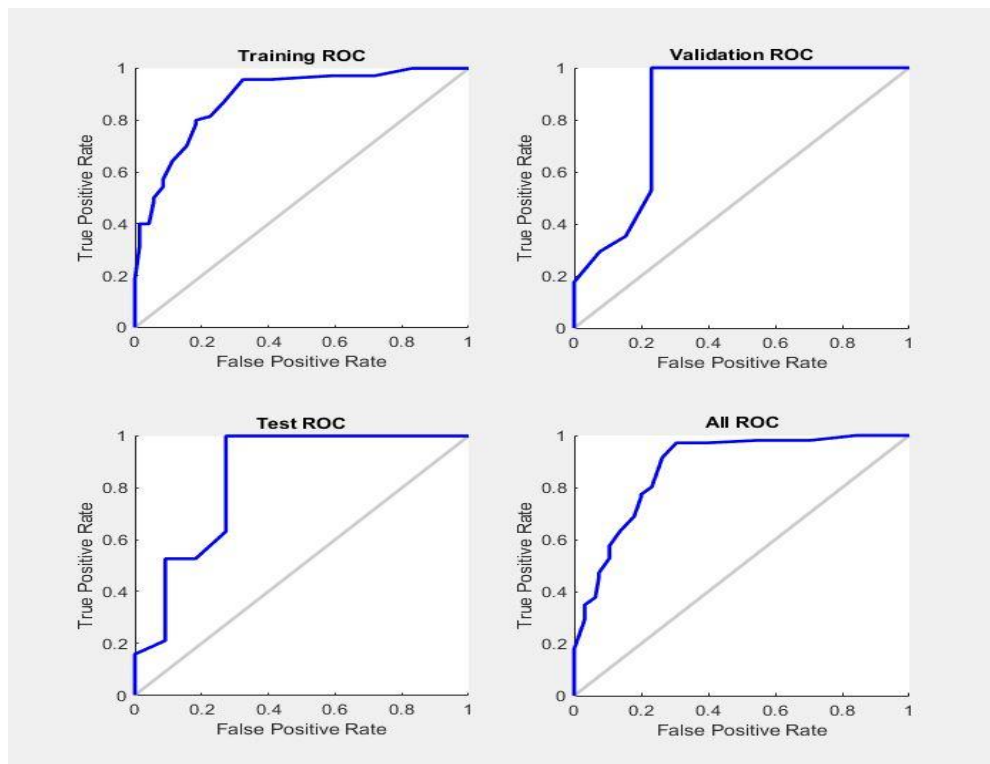 Training ROC
1
0.8
0.6
0.4
0.2
0
True Positive Rate
0 0.2 0.4 0.6 0.8 1
False Positive Rate
Validation ROC
1
0.8
0.6
0.4
0.2
0
True Positive Rate
0 0.2 0.4 0.6 0.8 1
False Positive Rate
Test ROC
1
0.8
0.6
0.4
0.2
0
True Positive Rate
0 0.2 0.4 0.6 0.8 1
False Positive Rate
All ROC
1
0.8
0.6
0.4
0.2
0
True Positive Rate
0 0.2 0.4 0.6 0.8 1
False Positive Rate